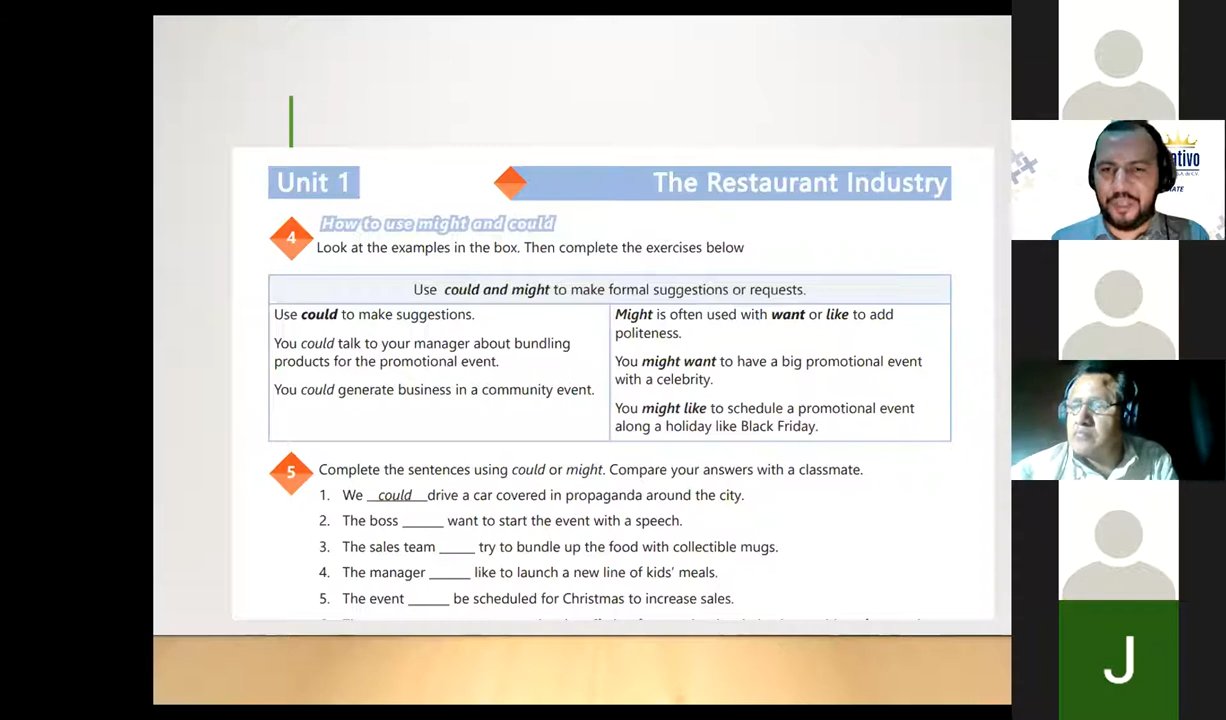 Unit 1
The Restaurant Industry
How to use might and could
4
Look at the examples in the box. Then complete the exercises below
Use could and might to make formal suggestions or requests.
Use could to make suggestions.
You could talk to your manager about bundling
products for the promotional event.
You could generate business in a community event.
Might is often used with want or like to add
politeness.
You might want to have a big promotional event
with a celebrity.
You might like to schedule a promotional event
along a holiday like Black Friday.
5
Complete the sentences using could or might. Compare your answers with a classmate.
1. We __could__drive a car covered in propaganda around the city.
2. The boss ______ want to start the event with a speech.
3. The sales team _____ try to bundle up the food with collectible mugs.
4. The manager ______ like to launch a new line of kids' meals.
5. The event ______ be scheduled for Christmas to increase sales.
J